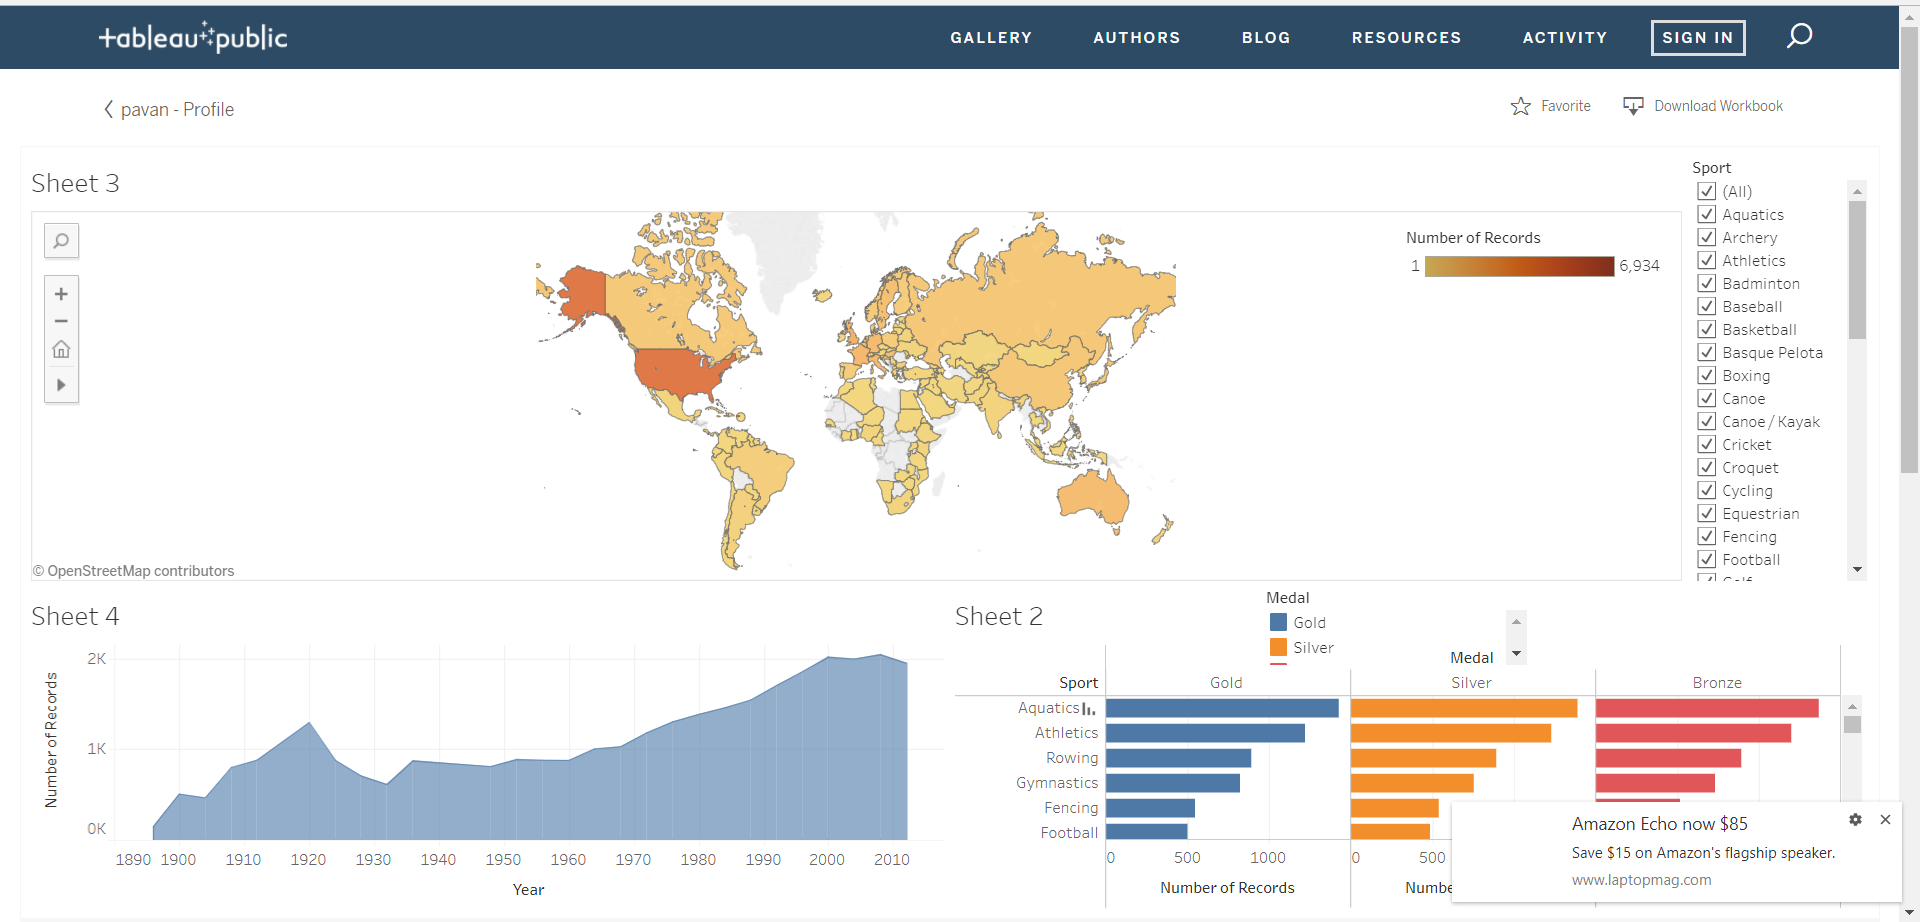 tableau public
GALLERY AUTHORS BLOG RESOURCES ACTIVITY SIGN IN
pavan - Profile
Favorite Download Workbook
Sheet 3
Number of Records
1 6,934
© OpenStreetMap contributors
Sport
(All)
Aquatics
Archery
Athletics
Badminton
Baseball
Basketball
Basque Pelota
Boxing
Canoe
Canoe / Kayak
Cricket
Croquet
Cycling
Equestrian
Fencing
Football
Sheet 4
Number of Records
2K
1K
0K
1890 1900 1910 1920 1930 1940 1950 1960 1970 1980 1990 2000 2010
Year
Sheet 2
Medal
Gold
Silver
Medal
Sport Gold Silver Bronze
Aquatics
Athletics
Rowing
Gymnastics
Fencing
Football
0 500 1000 0 500
Number of Records Numbe
Amazon Echo now $85
Save $15 on Amazon's flagship speaker.
www.laptopmag.com